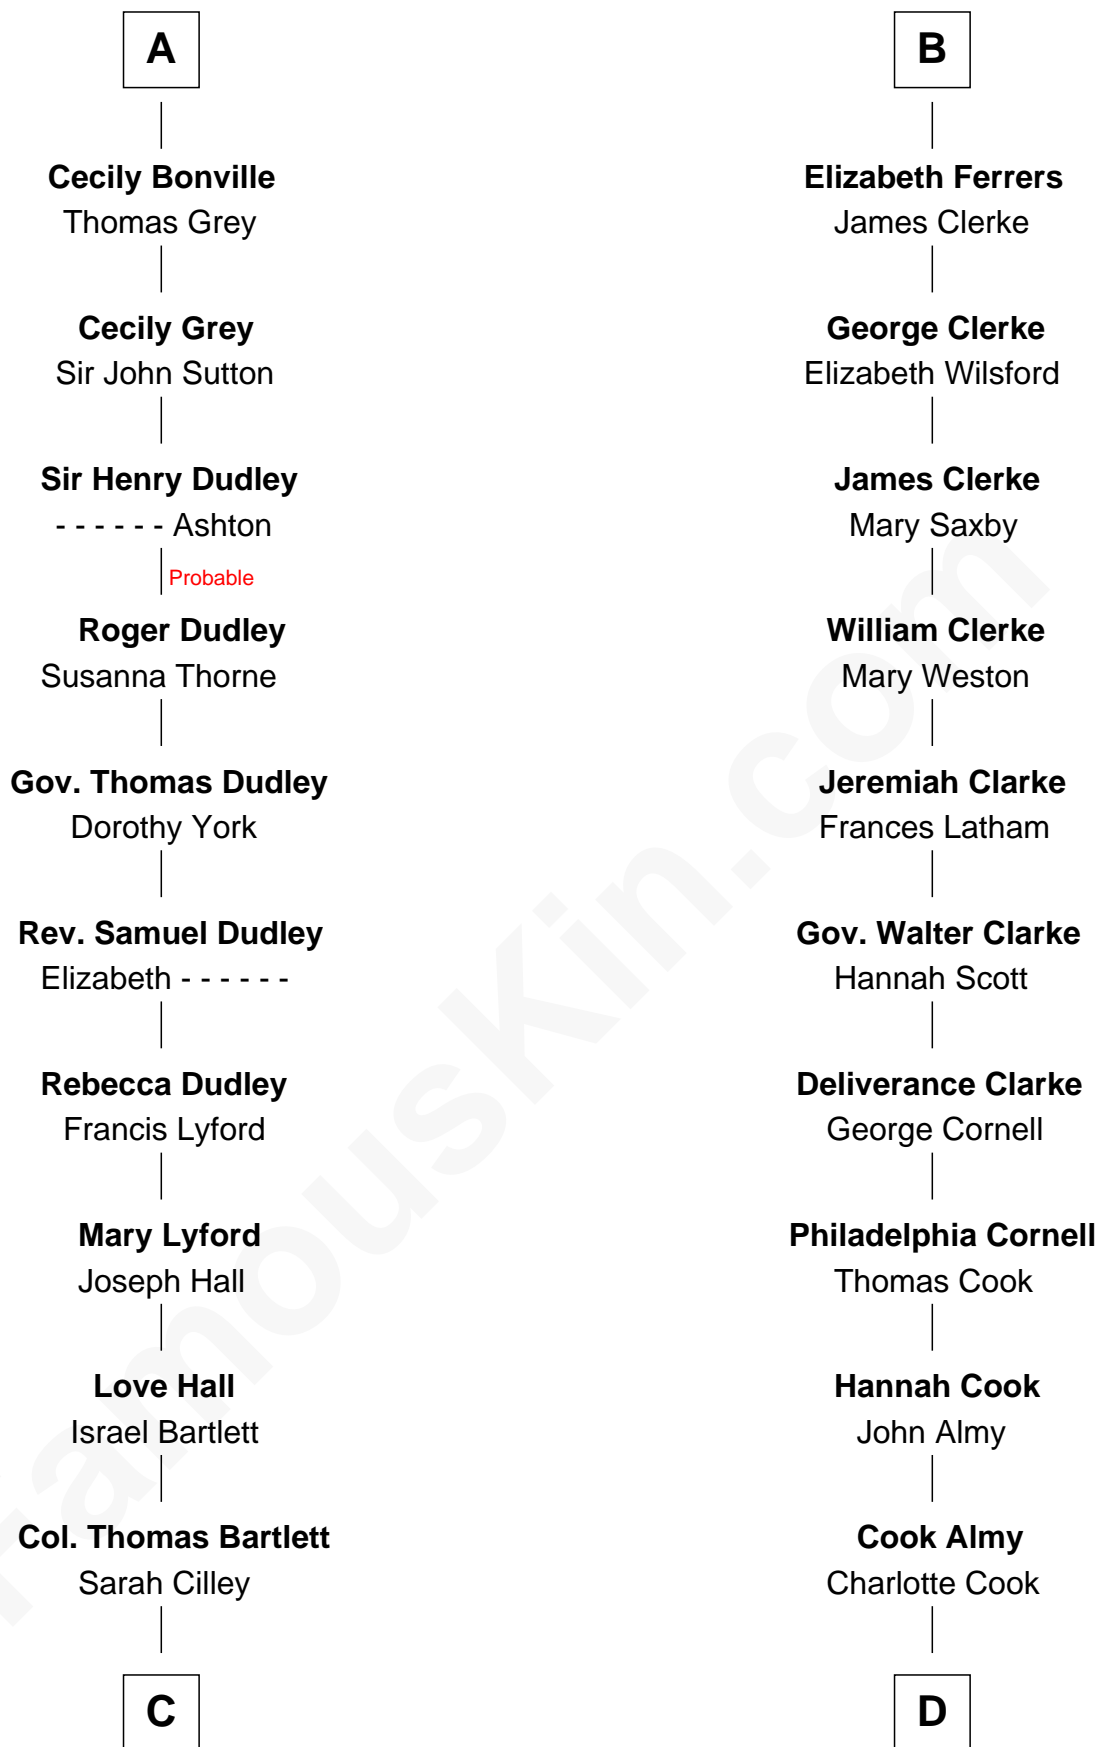 A
Cecily Bonville
Thomas Grey
Cecily Grey
Sir John Sutton
Sir Henry Dudley
- - - - - - Ashton
Probable
Roger Dudley
Susanna Thorne
Gov. Thomas Dudley
Dorothy York
Rev. Samuel Dudley
Elizabeth - - - - - -
Rebecca Dudley
Francis Lyford
Mary Lyford
Joseph Hall
Love Hall
Israel Bartlett
Col. Thomas Bartlett
Sarah Cilley
C
B
Elizabeth Ferrers
James Clerke
George Clerke
Elizabeth Wilsford
James Clerke
Mary Saxby
William Clerke
Mary Weston
Jeremiah Clarke
Frances Latham
Gov. Walter Clarke
Hannah Scott
Deliverance Clarke
George Cornell
Philadelphia Cornell
Thomas Cook
Hannah Cook
John Almy
Cook Almy
Charlotte Cook
D
FamousKin.com